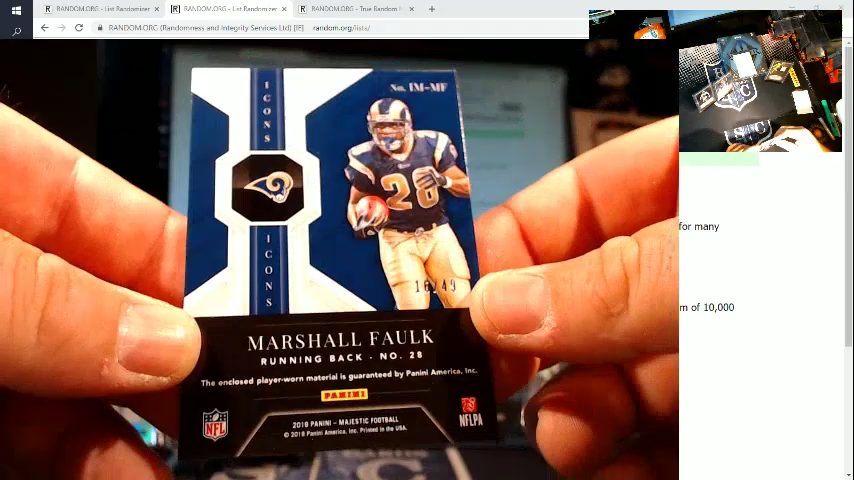 RANDOM.ORG - List Randomizer
RANDOM.ORG - List Randomizer
RANDOM.ORG - True Random
RANDOM.ORG (Randomness and Integrity Services Ltd) [IE]
random.org/lists/
ICONS
No. IM-MF
28
ICONS
16/49
MARSHALL FAULK
RUNNING BACK · NO. 28
The enclosed player-worn material is guaranteed by Panini America, Inc.
PANINI
NFL
NFLPA
2018 PANINI – MAJESTIC FOOTBALL
© 2018 Panini America, Inc. Printed in the USA.
for many
m of 10,000